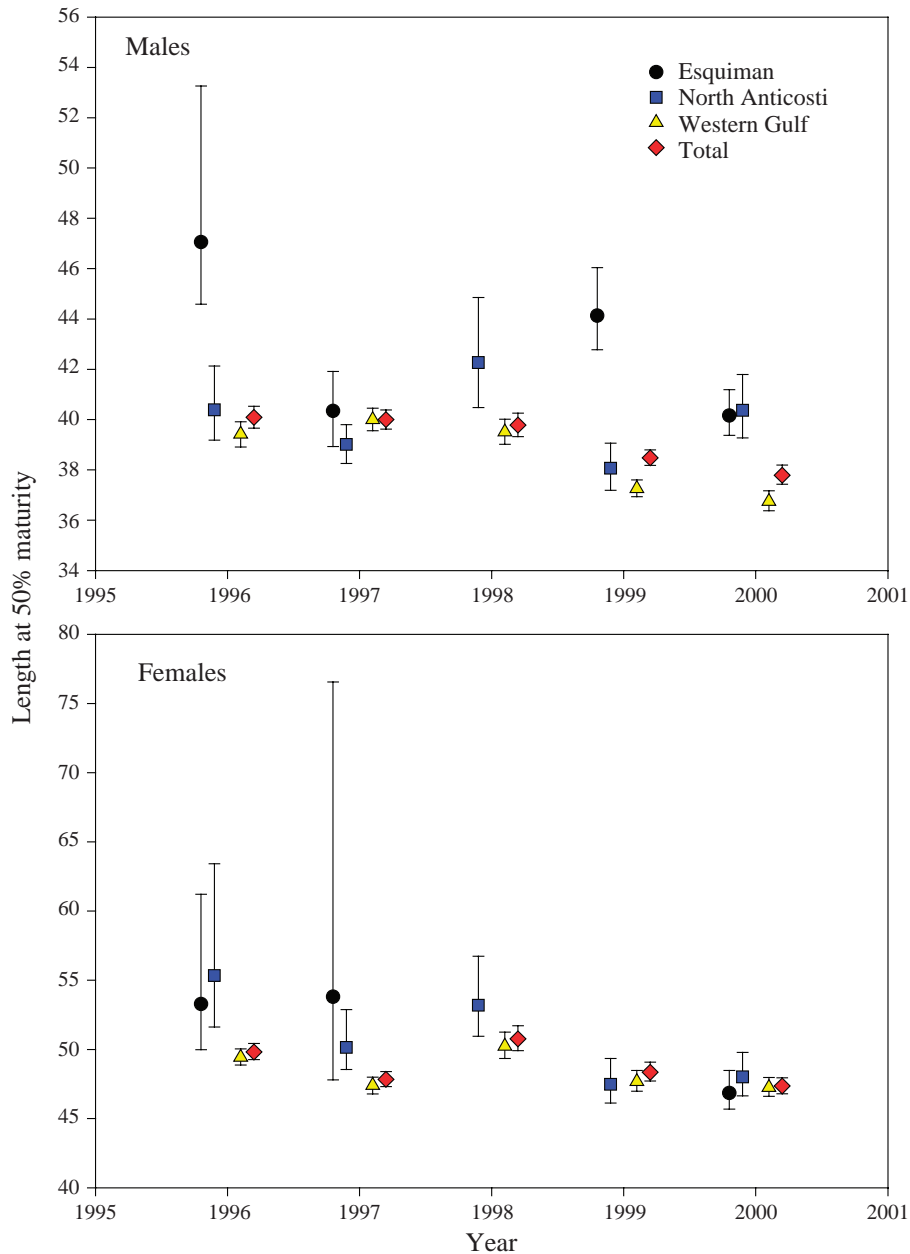 Length at 50% maturity
56
54
52
50
48
46
44
42
40
38
36
34
Males
Esquiman
North Anticosti
Western Gulf
Total
1995 1996 1997 1998 1999 2000 2001
80
75
70
65
60
55
50
45
40
Females
1995 1996 1997 1998 1999 2000 2001
Year